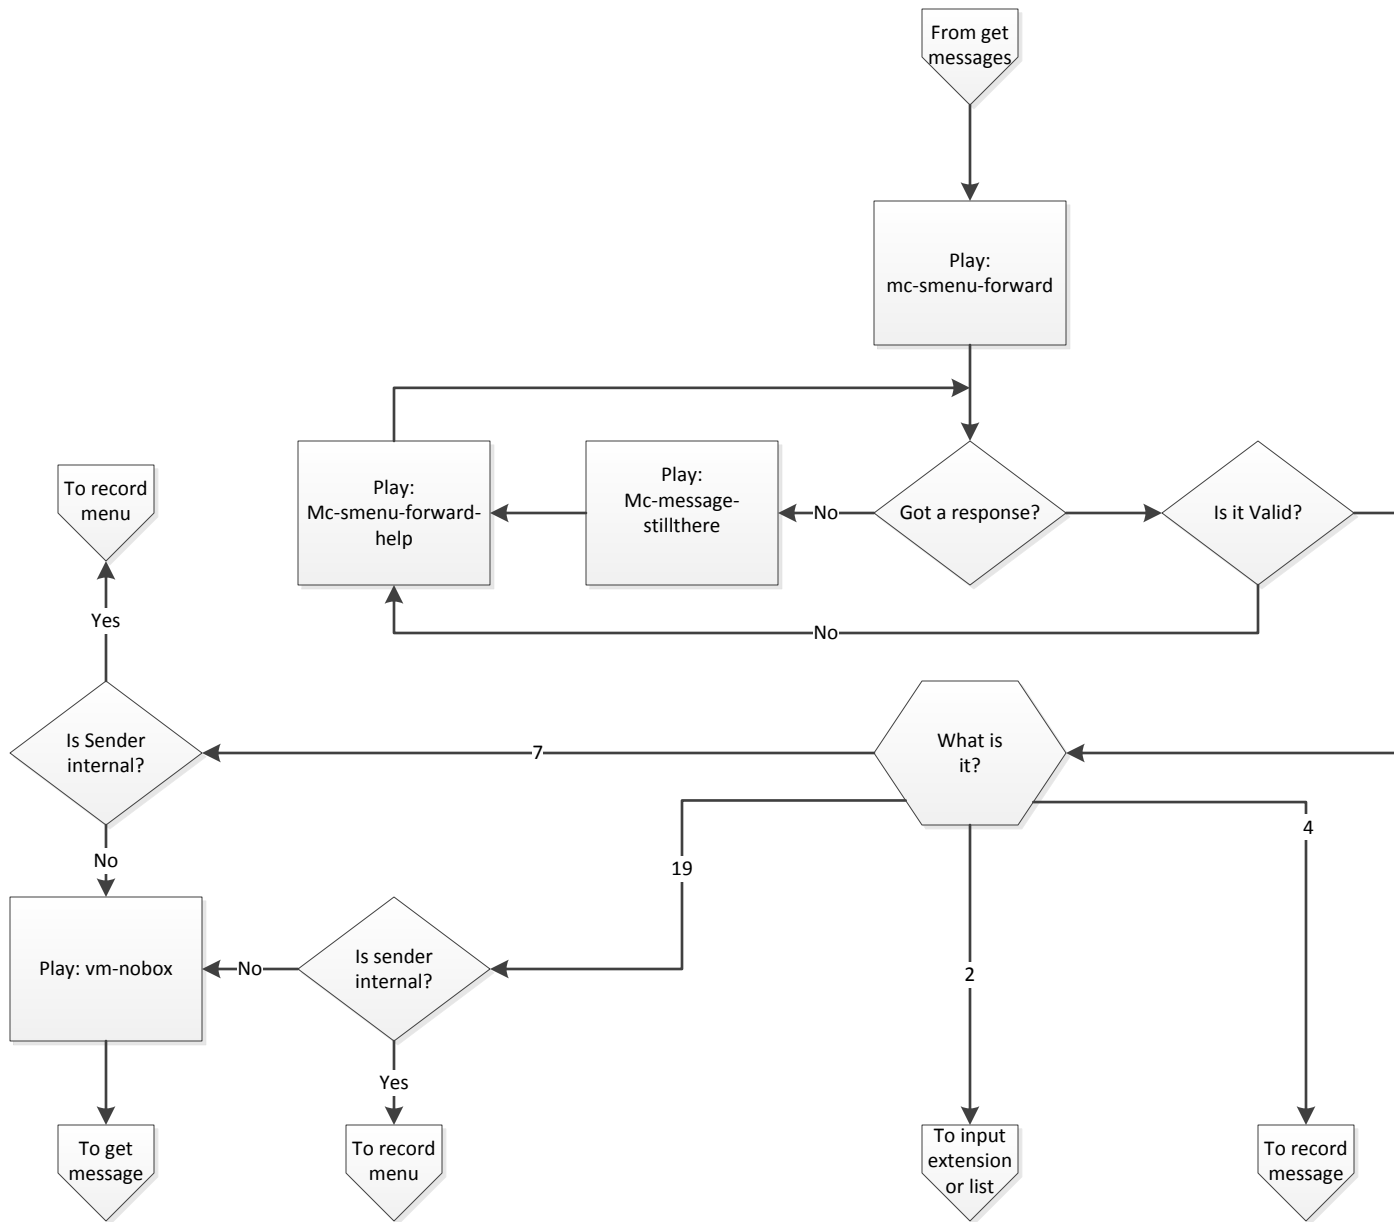 From get
messages
Play:
mc-smenu-forward
Play:
Mc-smenu-forward-
help
Play:
Mc-message-
stillthere
No
Got a response?
Is it Valid?
No
To record
menu
Yes
Is Sender
internal?
7
What is
it?
No
19
4
Play: vm-nobox
No
Is sender
internal?
2
Yes
To get
message
To record
menu
To input
extension
or list
To record
message